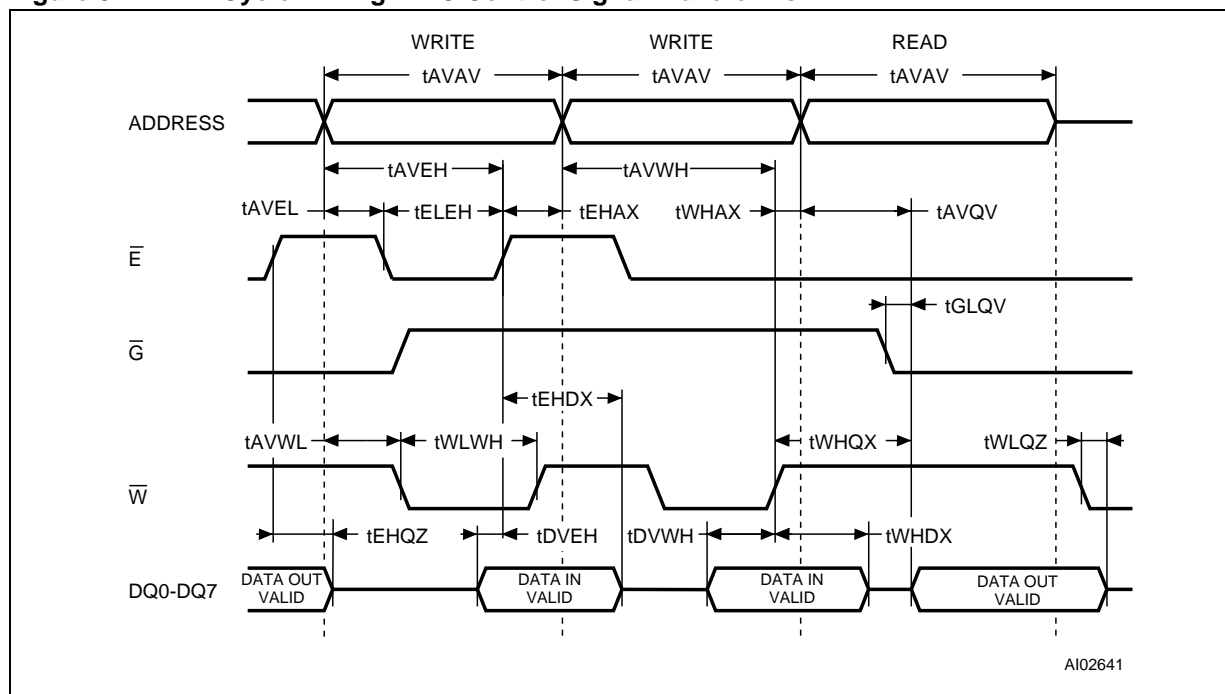 WRITE WRITE READ
tAVAV tAVAV tAVAV
ADDRESS
tAVEH tAVWH
tAVEL tELEH tEHAX tWHAX tAVQV
E
tGLQV
G
tEHDX
tAVWL tWLWH tWHQX tWLQZ
W
tEHQZ tDVEH tDVWH tWHDX
DQ0-DQ7 DATA OUT VALID DATA IN VALID DATA IN VALID DATA OUT VALID
AI02641